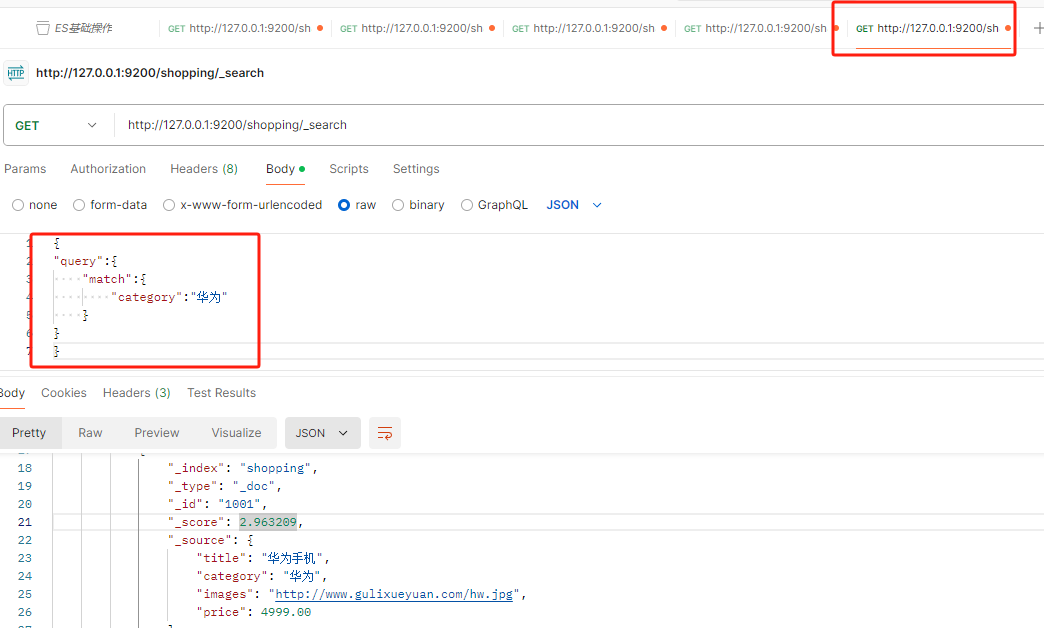 ES基础操作 GET http://127.0.0.1:9200/sh GET http://127.0.0.1:9200/sh GET http://127.0.0.1:9200/sh GET http://127.0.0.1:9200/sh GET http://127.0.0.1:9200/sh +
HTTP http://127.0.0.1:9200/shopping/_search
GET http://127.0.0.1:9200/shopping/_search
Params Authorization Headers (8) Body Scripts Settings
none form-data x-www-form-urlencoded raw binary GraphQL JSON
1 {
2 "query":{
3 "match":{
4 "category":"华为"
5 }
6 }
7 }
Body Cookies Headers (3) Test Results
Pretty Raw Preview Visualize JSON
18 "_index": "shopping",
19 "_type": "_doc",
20 "_id": "1001",
21 "_score": 2.963209,
22 "_source": {
23 "title": "华为手机",
24 "category": "华为",
25 "images": "http://www.gulixueyuan.com/hw.jpg",
26 "price": 4999.00